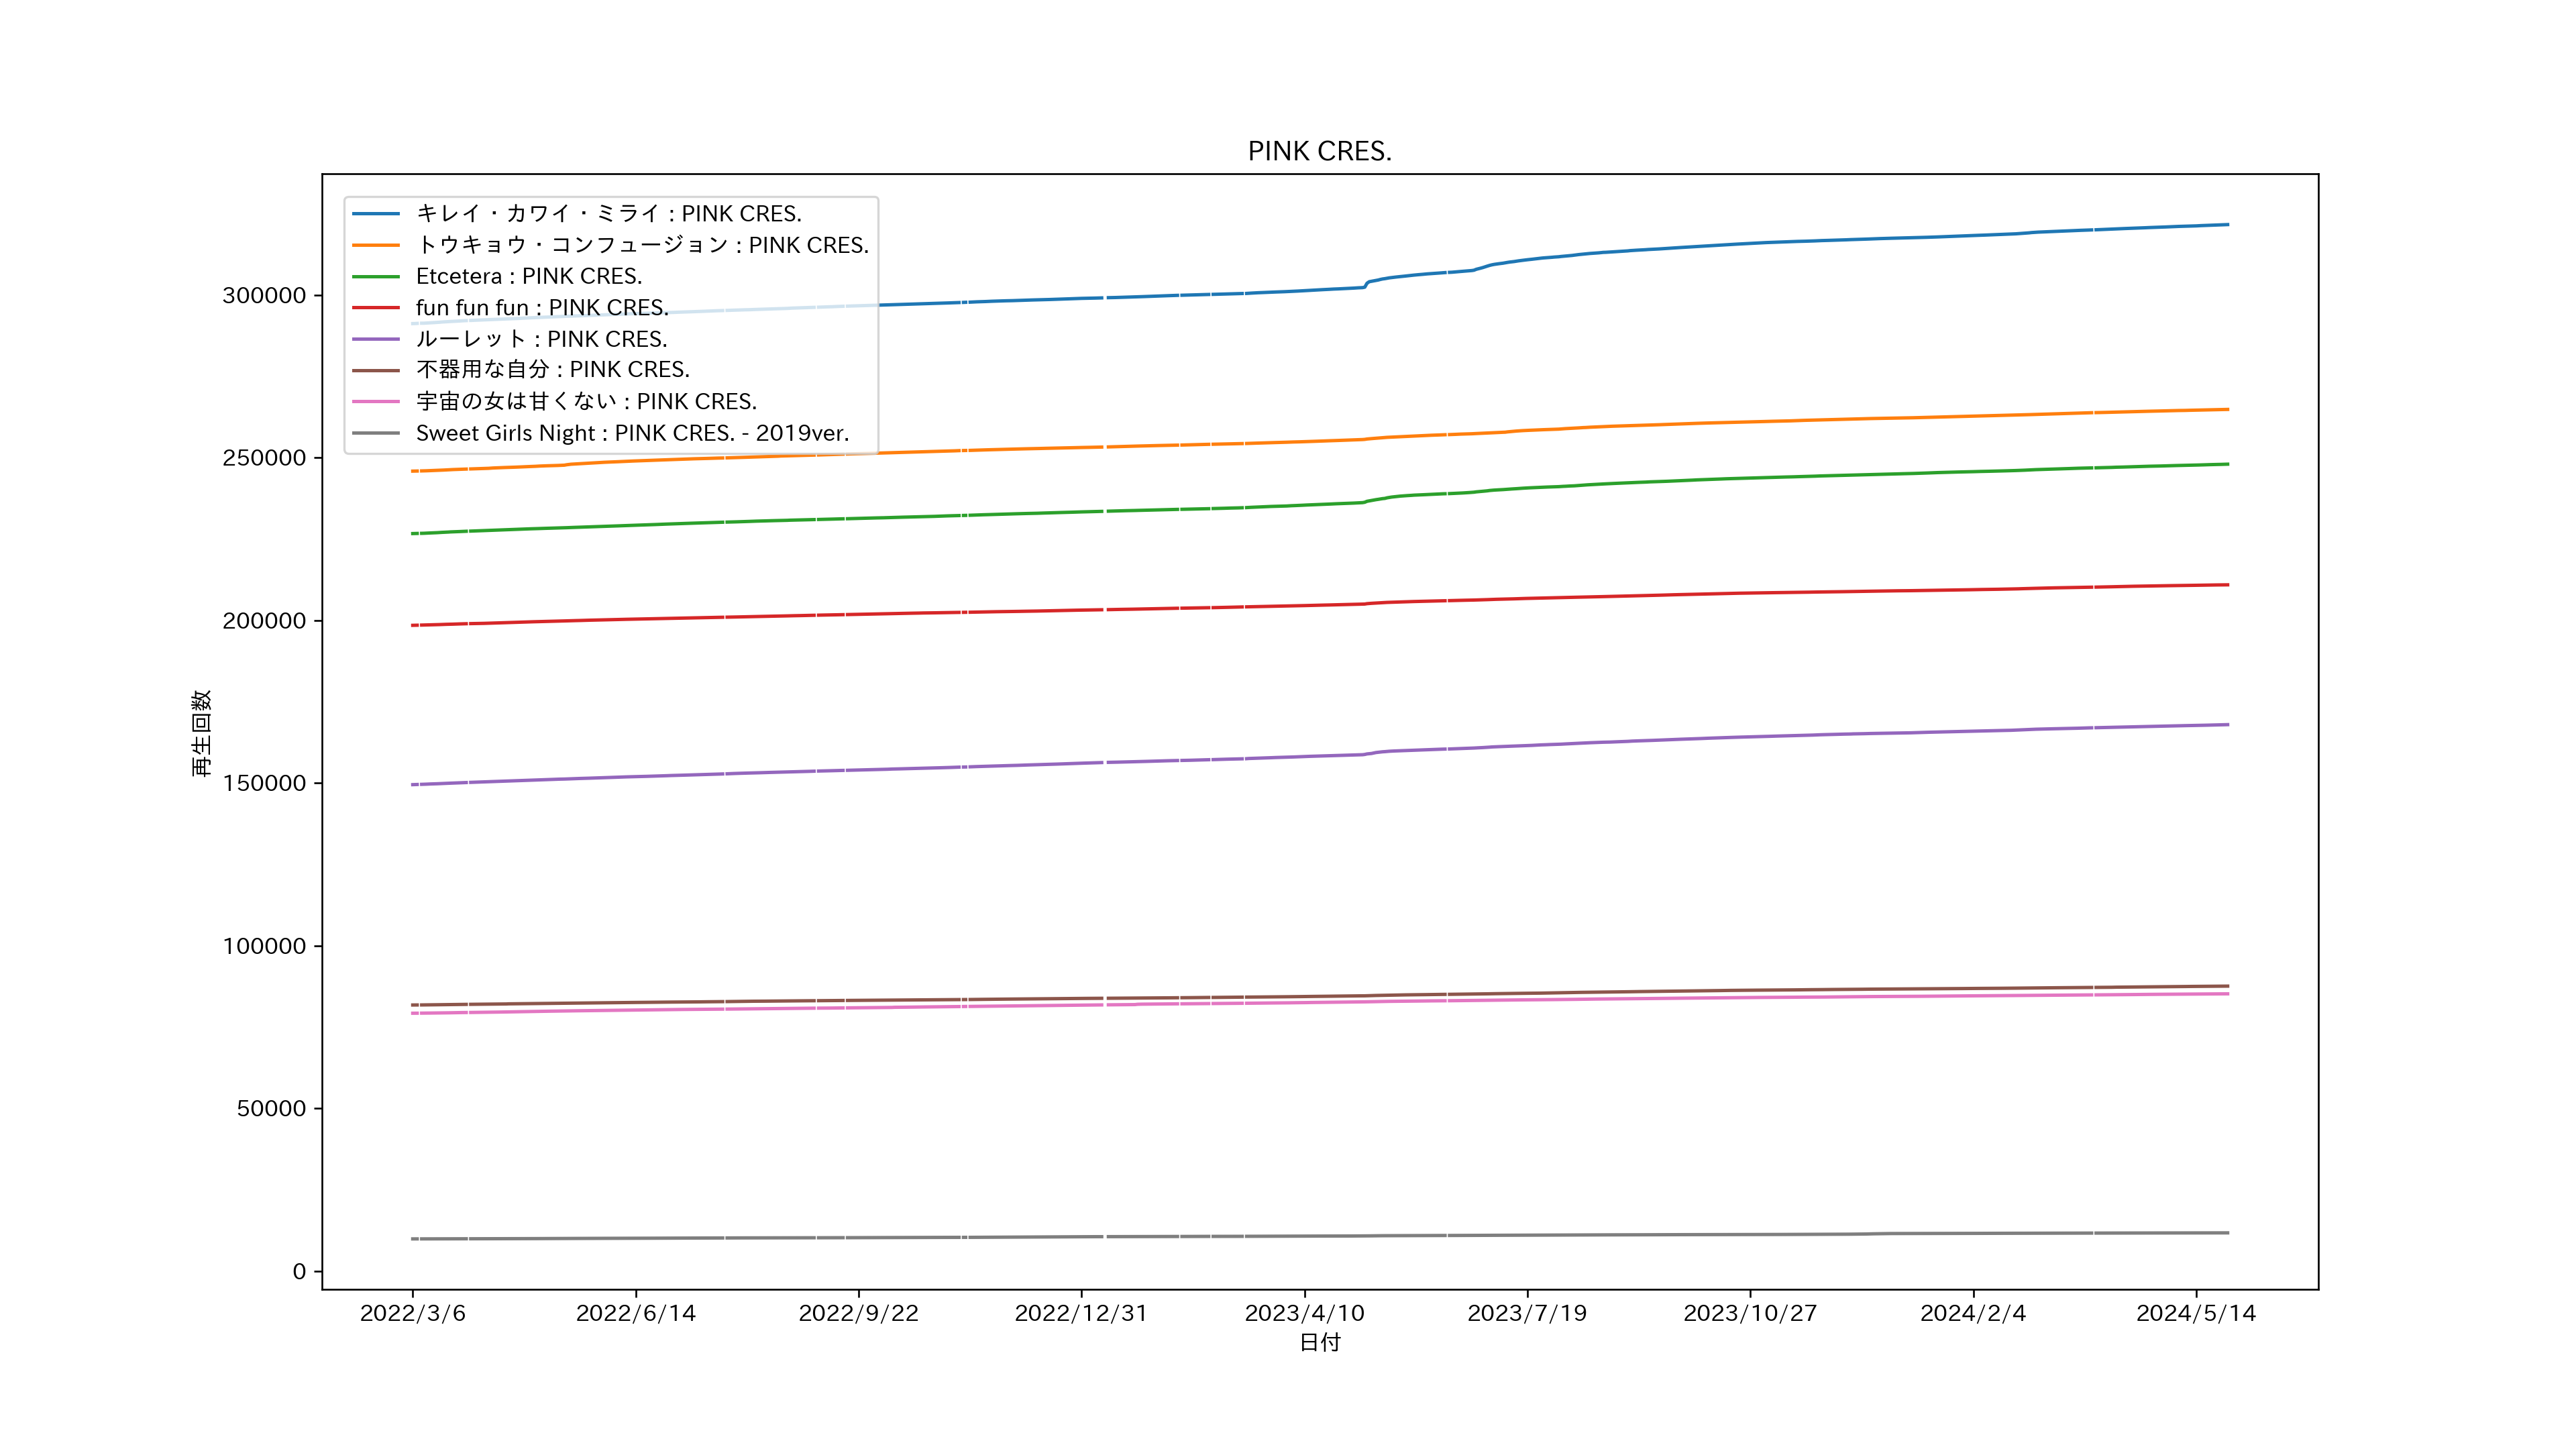 PINK CRES.
キレイ・カワイ・ミライ : PINK CRES.
トウキョウ・コンフュージョン : PINK CRES.
Etcetera : PINK CRES.
fun fun fun : PINK CRES.
ルーレット : PINK CRES.
不器用な自分 : PINK CRES.
宇宙の女は甘くない : PINK CRES.
Sweet Girls Night : PINK CRES. - 2019ver.
300000
250000
200000
150000
100000
50000
0
再生回数
2022/3/6
2022/6/14
2022/9/22
2022/12/31
2023/4/10
2023/7/19
2023/10/27
2024/2/4
2024/5/14
日付